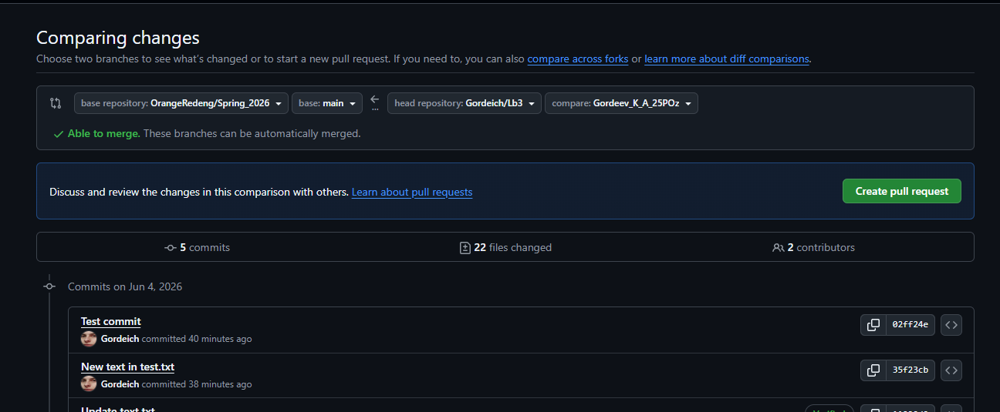 Comparing changes
Choose two branches to see what's changed or to start a new pull request. If you need to, you can also compare across forks or learn more about diff comparisons.
base repository: OrangeRedeng/Spring_2026 base: main ... head repository: Gordeich/Lb3 compare: Gordeev_K_A_25POz
Able to merge. These branches can be automatically merged.
Discuss and review the changes in this comparison with others. Learn about pull requests Create pull request
5 commits 22 files changed 2 contributors
Commits on Jun 4, 2026
Test commit
02ff24e
Gordeich committed 40 minutes ago
New text in test.txt
35f23cb
Gordeich committed 38 minutes ago
Update text.txt